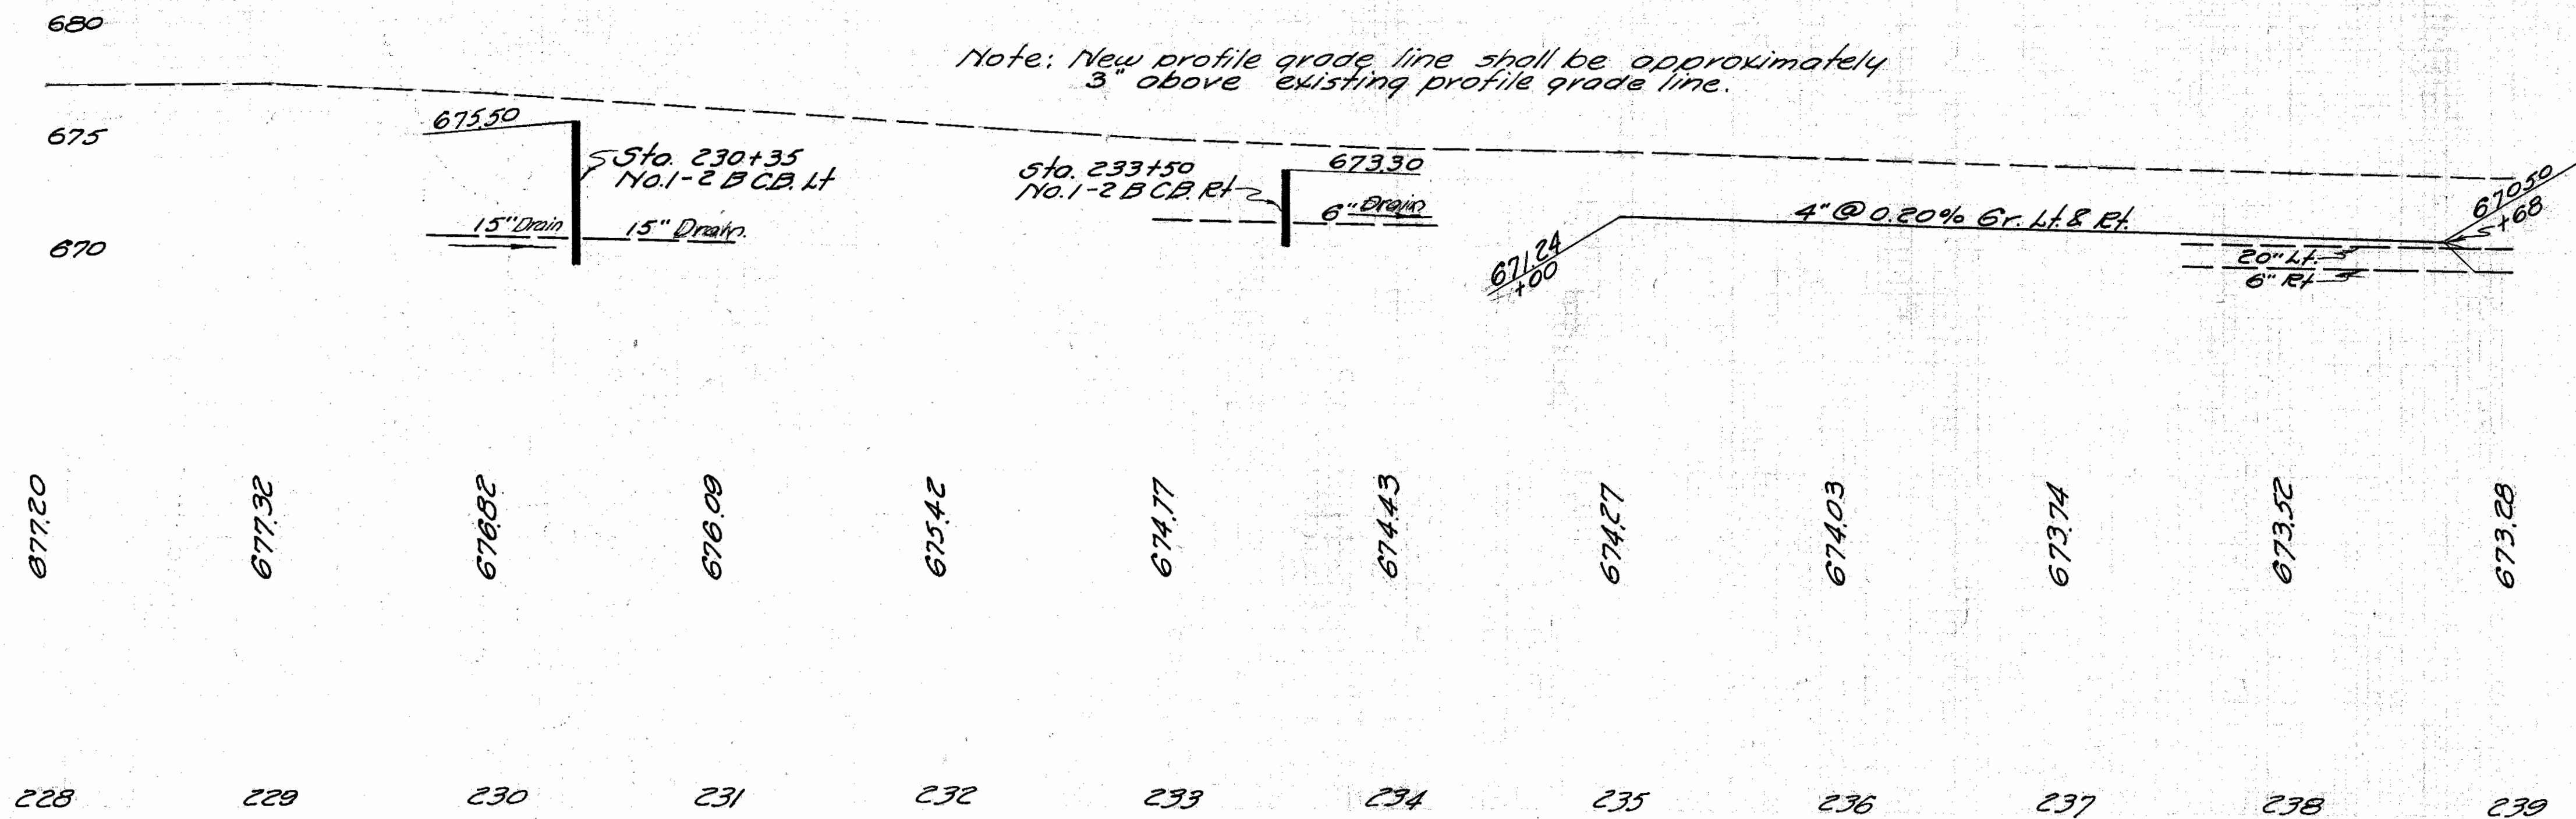 680
Note: New profile grade line shall be approximately
3" above existing profile grade line.
675
675.50
Sta. 230+35
No.1-2 B C.B. Lt
Sta. 233+50
No.1-2 B C.B. Rt
673.30
670
15" Drain
15" Drain.
6" Drain
671.24
+00
4" @ 0.20% Gr. Lt. & Rt.
670.50
+68
20" Lt.
6" Rt
677.20
677.32
676.82
676.09
675.42
674.77
674.43
674.27
674.03
673.74
673.52
673.28
228
229
230
231
232
233
234
235
236
237
238
239